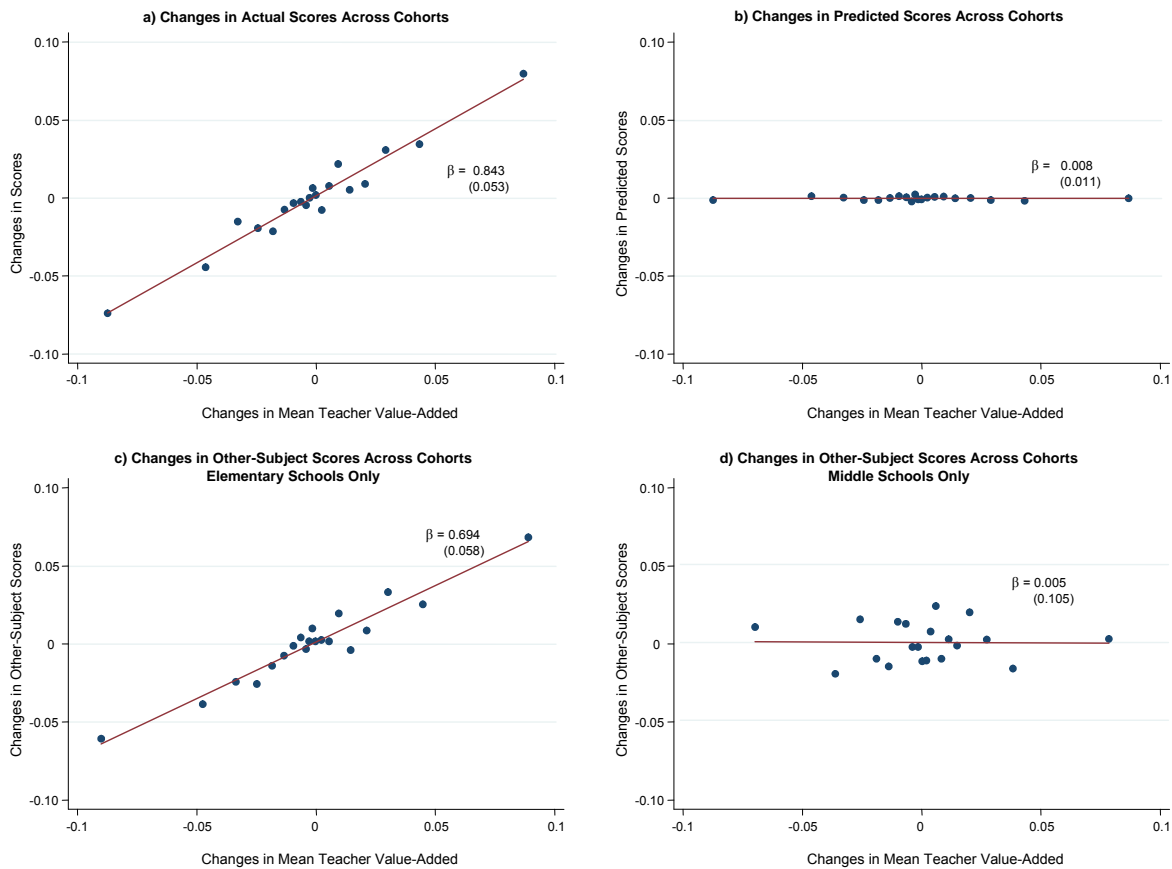 a) Changes in Actual Scores Across Cohorts
Changes in Scores
0.10
0.05
0
-0.05
-0.10
β = 0.843
(0.053)
-0.1
-0.05
0
0.05
0.1
Changes in Mean Teacher Value-Added
b) Changes in Predicted Scores Across Cohorts
Changes in Predicted Scores
0.10
0.05
0
-0.05
-0.10
β = 0.008
(0.011)
-0.1
-0.05
0
0.05
0.1
Changes in Mean Teacher Value-Added
c) Changes in Other-Subject Scores Across Cohorts
Elementary Schools Only
Changes in Other-Subject Scores
0.10
0.05
0
-0.05
-0.10
β = 0.694
(0.058)
-0.1
-0.05
0
0.05
0.1
Changes in Mean Teacher Value-Added
d) Changes in Other-Subject Scores Across Cohorts
Middle Schools Only
Changes in Other-Subject Scores
0.10
0.05
0
-0.05
-0.10
β = 0.005
(0.105)
-0.1
-0.05
0
0.05
0.1
Changes in Mean Teacher Value-Added